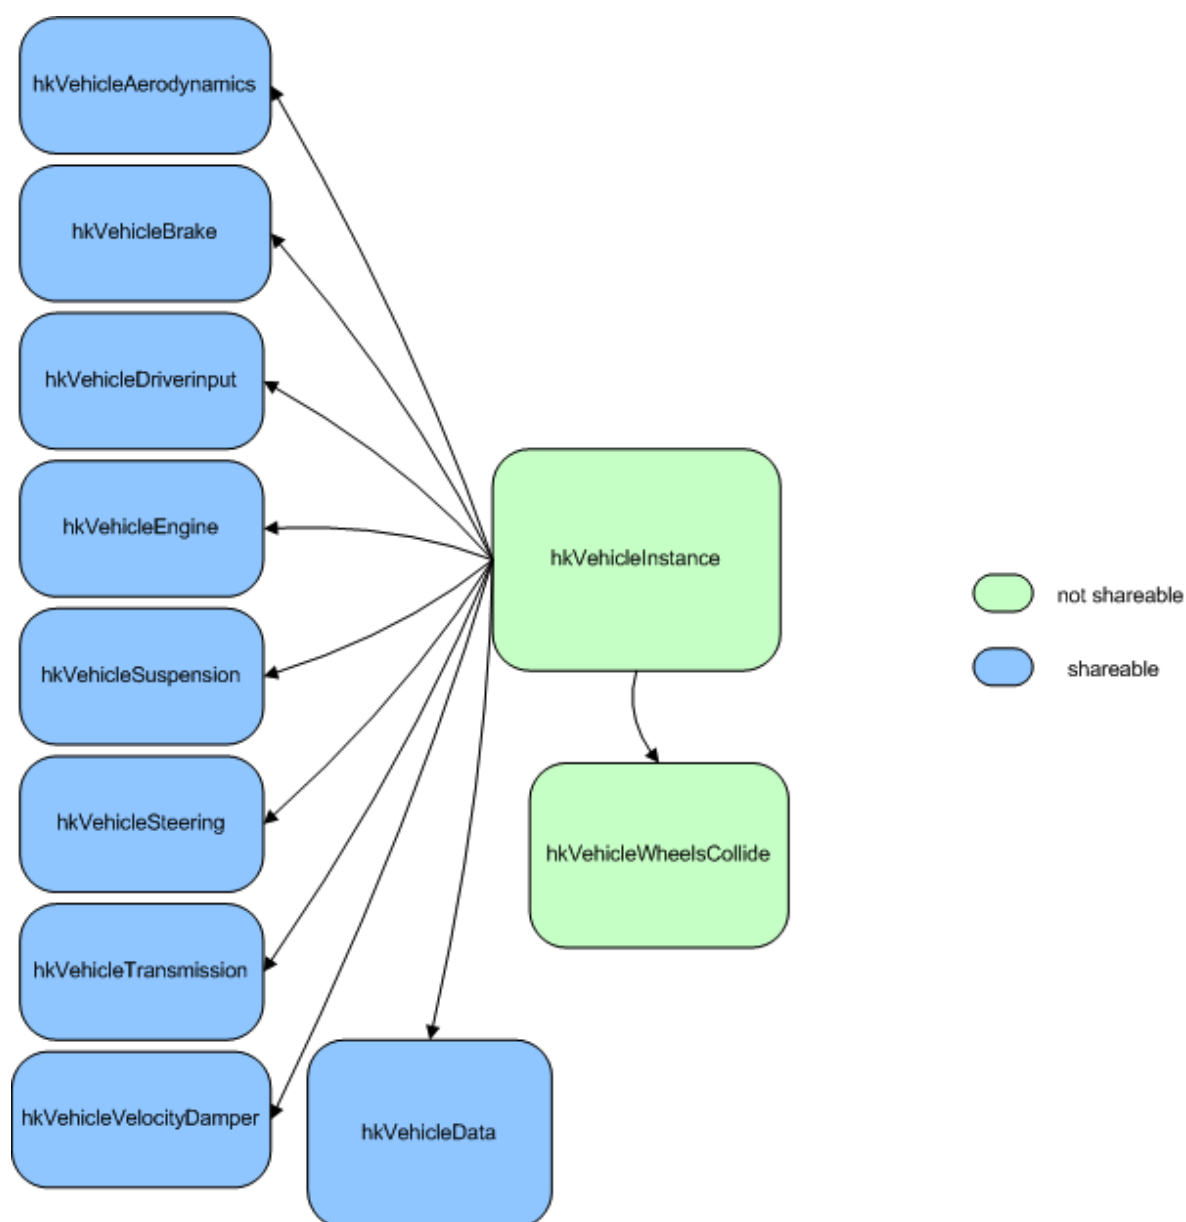 hkVehicleAerodynamics
hkVehicleBrake
hkVehicleDriverinput
hkVehicleEngine
hkVehicleInstance
not shareable
shareable
hkVehicleSuspension
hkVehicleSteering
hkVehicleWheelsCollide
hkVehicleTransmission
hkVehicleVelocityDamper
hkVehicleData